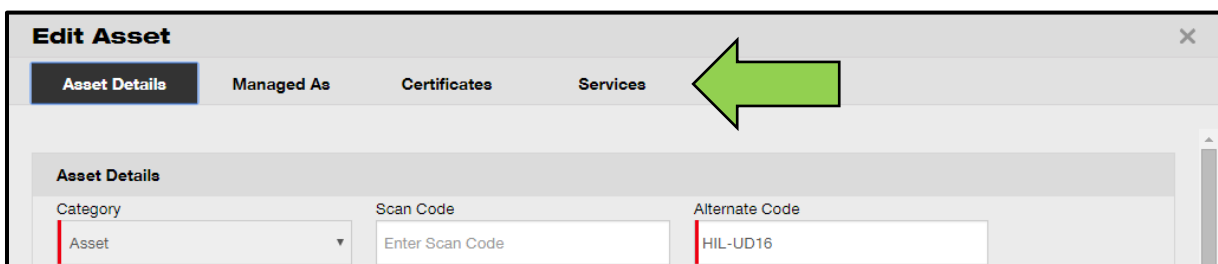 Edit Asset
Asset Details Managed As Certificates Services
Asset Details
Category Scan Code Alternate Code
Asset Enter Scan Code HIL-UD16